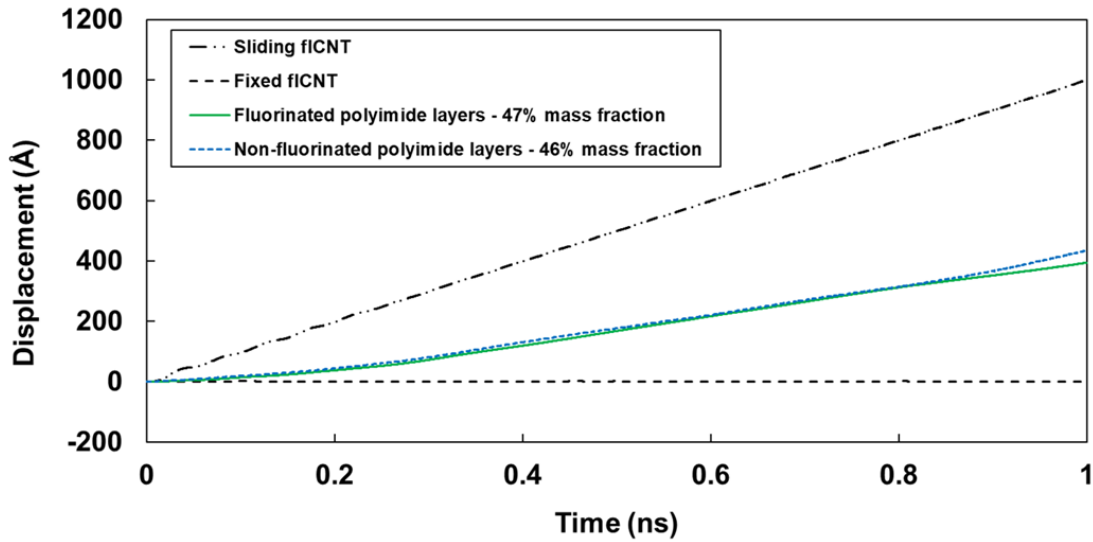 1200
1000
800
600
400
200
0
-200
Displacement (Å)
Sliding flCNT
Fixed flCNT
Fluorinated polyimide layers - 47% mass fraction
Non-fluorinated polyimide layers - 46% mass fraction
0 0.2 0.4 0.6 0.8 1
Time (ns)